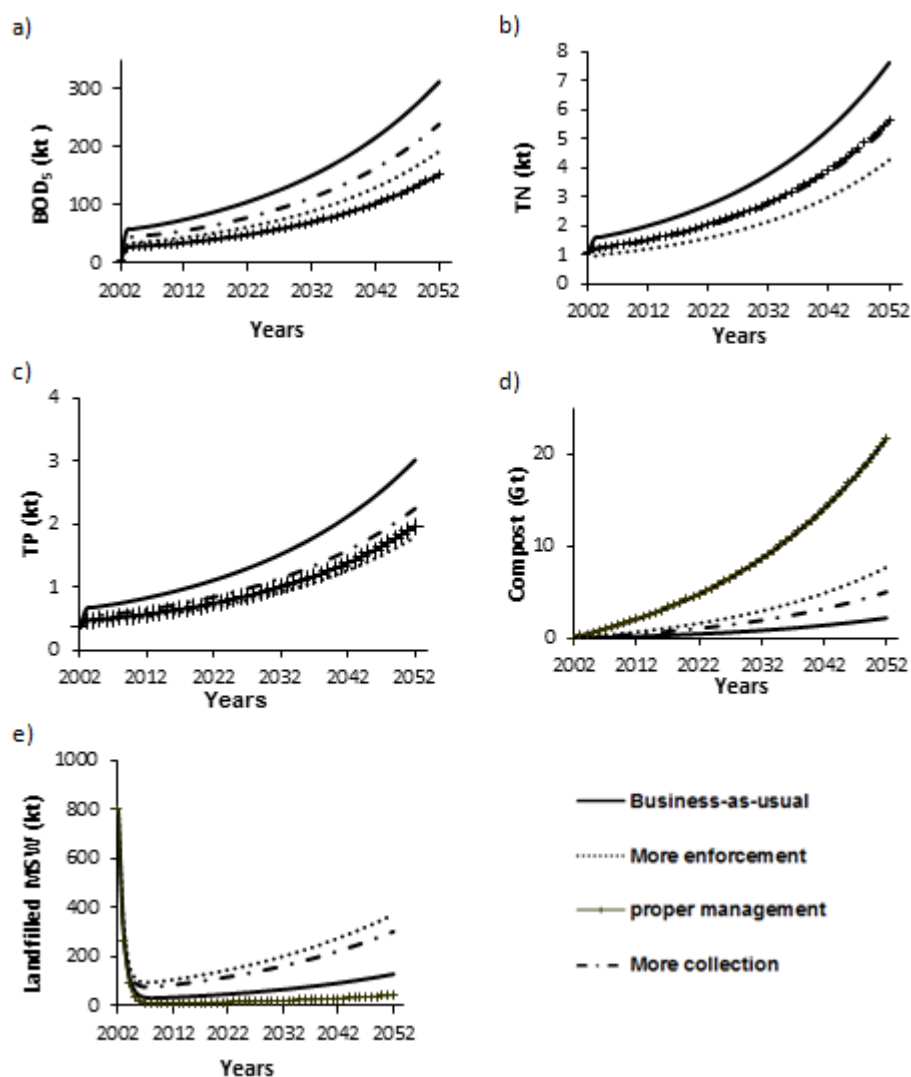 a)
300
200
100
0
BOD5 (kt )
2002 2012 2022 2032 2042 2052
Years
b)
8
7
6
5
4
3
2
1
0
TN (kt)
2002 2012 2022 2032 2042 2052
Years
c)
4
3
2
1
0
TP (kt)
2002 2012 2022 2032 2042 2052
Years
d)
20
10
0
Compost (Gt)
2002 2012 2022 2032 2042 2052
Years
e)
1000
800
600
400
200
0
Landfilled MSW (kt)
2002 2012 2022 2032 2042 2052
Years
Business-as-usual
More enforcement
proper management
More collection